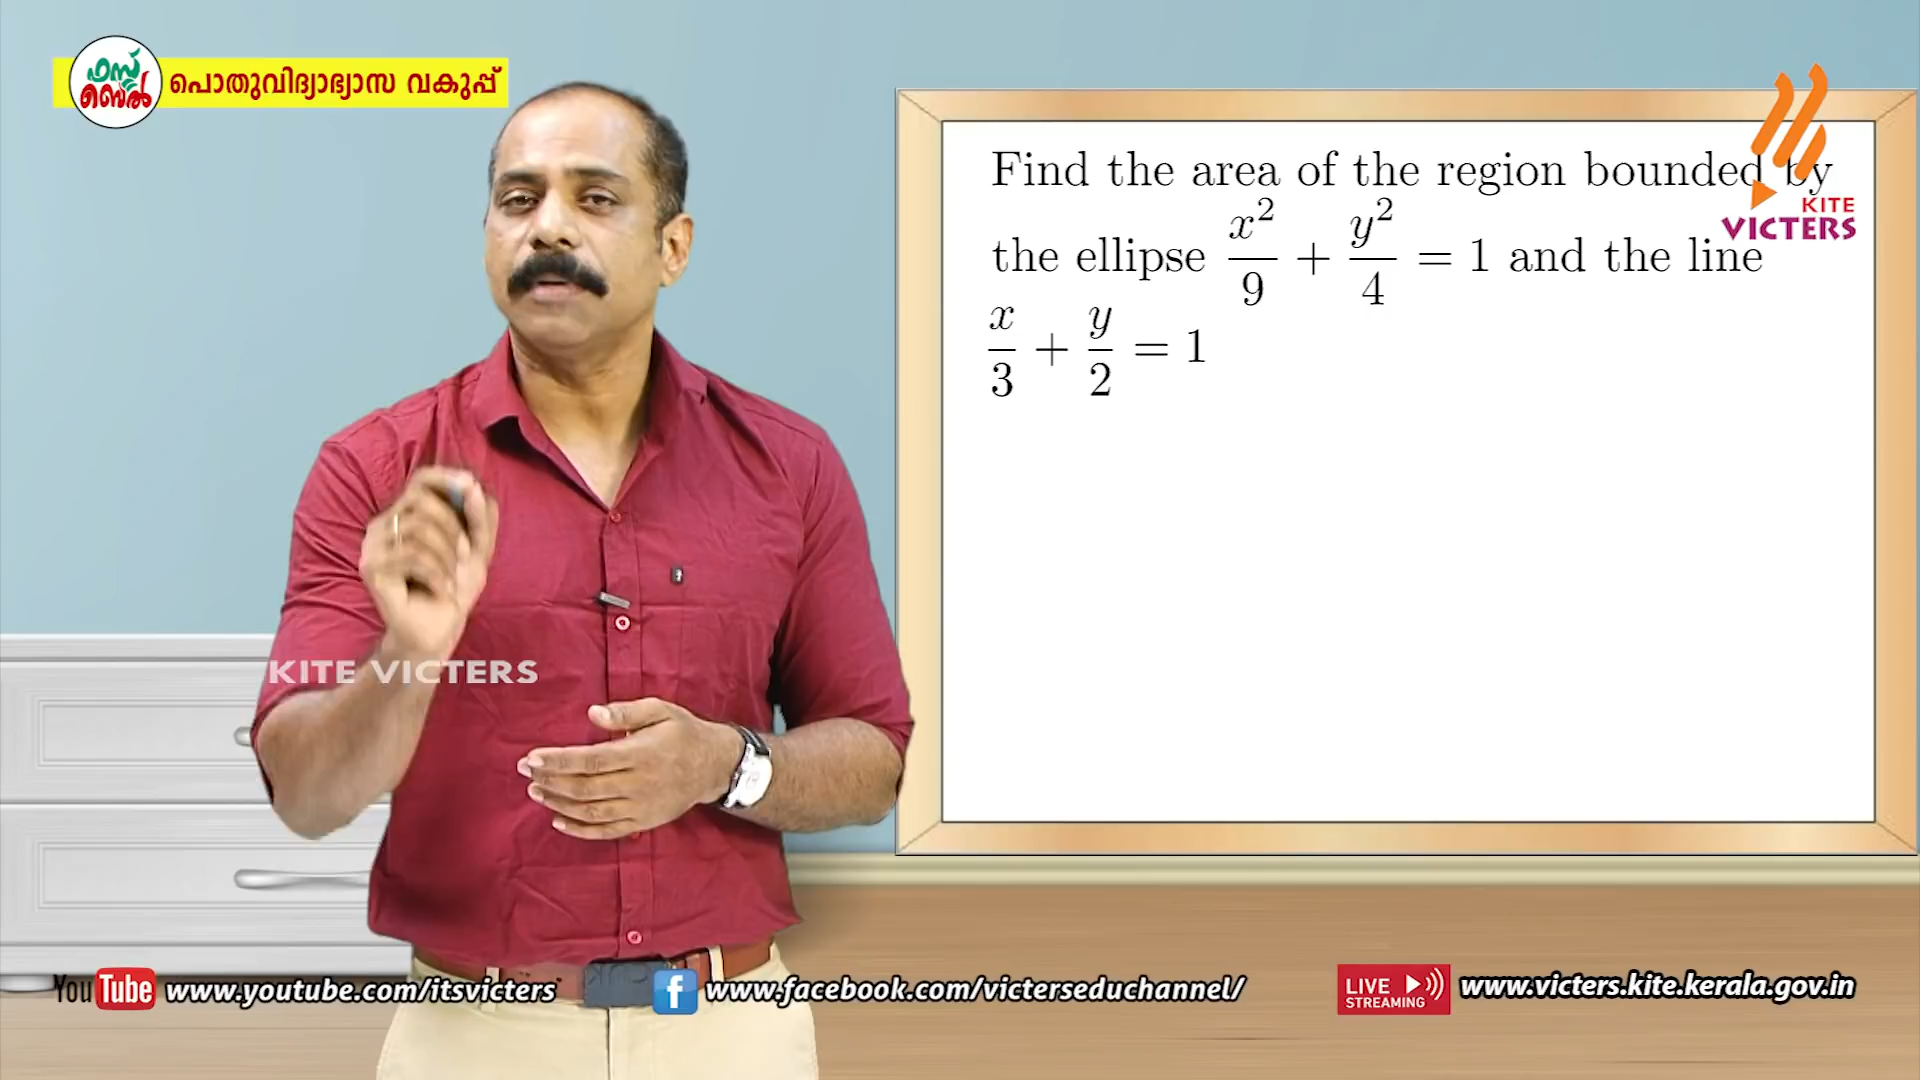 ഫസ്റ്റ്
ബെൽ
പൊതുവിദ്യാഭ്യാസ വകുപ്പ്
KITE
VICTERS
Find the area of the region bounded by
the ellipse x²/9 + y²/4 = 1 and the line
x/3 + y/2 = 1
KITE VICTERS
YouTube www.youtube.com/itsvicters
f www.facebook.com/victerseduchannel/
LIVE STREAMING www.victers.kite.kerala.gov.in